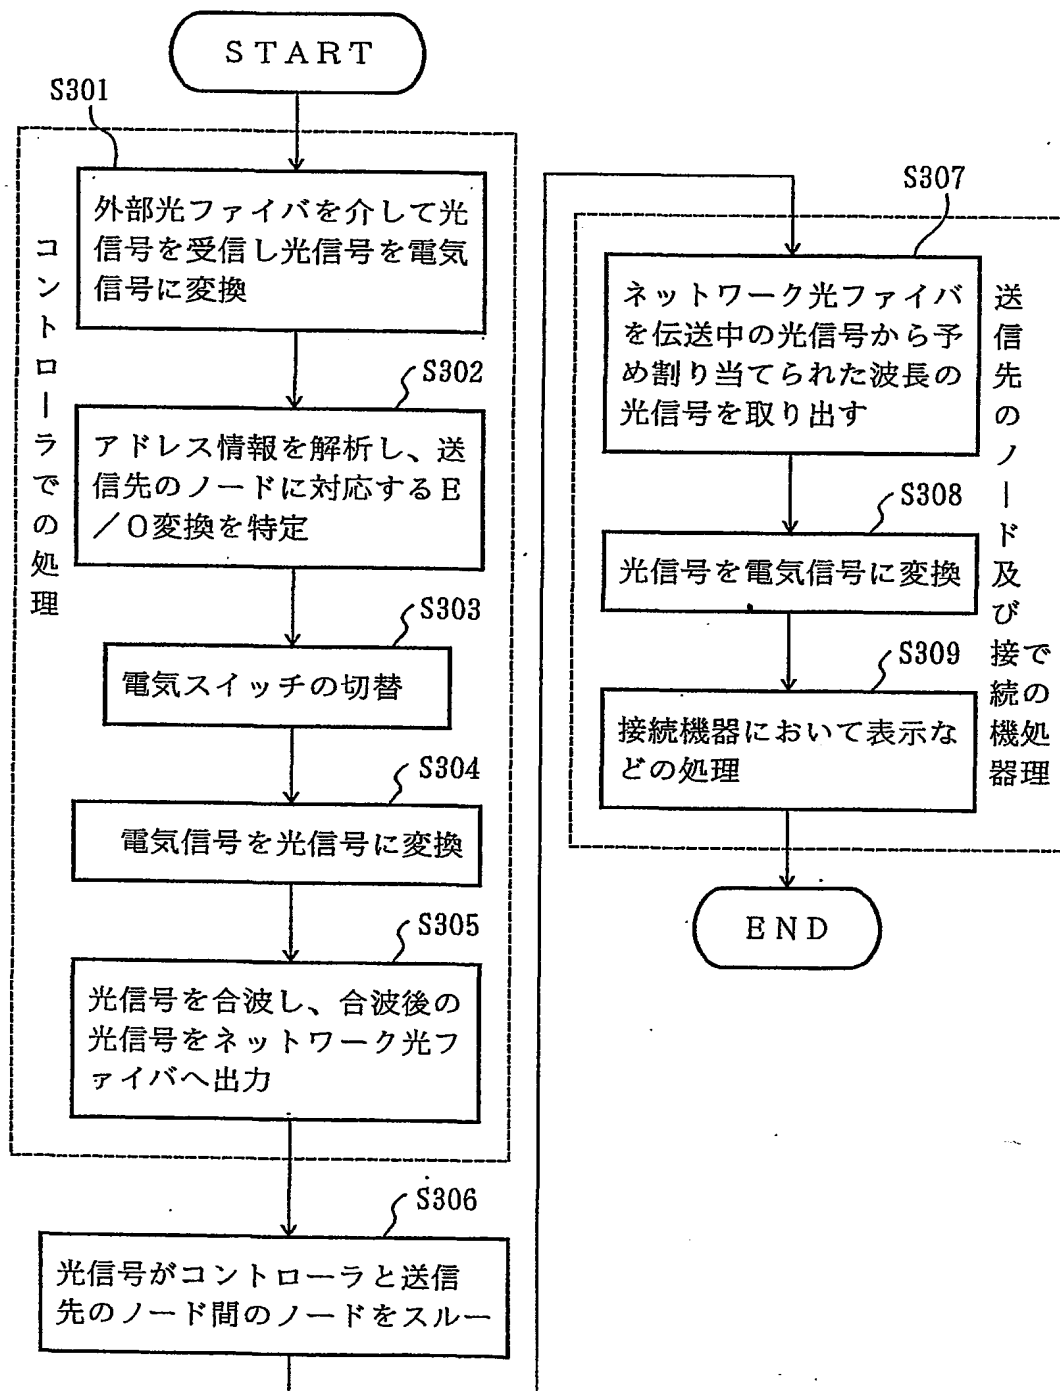 START
S301
外部光ファイバを介して光
信号を受信し光信号を電気
信号に変換
S302
アドレス情報を解析し、送
信先のノードに対応するE
/O変換を特定
S303
電気スイッチの切替
S304
電気信号を光信号に変換
S305
光信号を合波し、合波後の
光信号をネットワーク光フ
ァイバへ出力
コントローラでの処理
S306
光信号がコントローラと送信
先のノード間のノードをスルー
S307
ネットワーク光ファイバ
を伝送中の光信号から予
め割り当てられた波長の
光信号を取り出す
S308
光信号を電気信号に変換
S309
接続機器において表示な
どの処理
送信先のノード及び接続機器
での処理
END